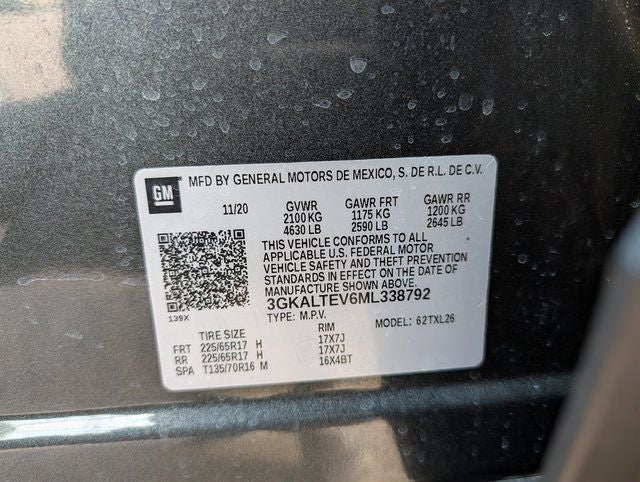 GM MFD BY GENERAL MOTORS DE MEXICO, S. DE R.L. DE C.V.
11/20 GVWR GAWR FRT GAWR RR
2100 KG 1175 KG 1200 KG
4630 LB 2590 LB 2645 LB
THIS VEHICLE CONFORMS TO ALL
APPLICABLE U.S. FEDERAL MOTOR
VEHICLE SAFETY AND THEFT PREVENTION
STANDARDS IN EFFECT ON THE DATE OF
MANUFACTURE SHOWN ABOVE.
3GKALTEV6ML338792
139X TYPE: M.P.V. MODEL: 62TXL26
TIRE SIZE RIM
FRT 225/65R17 H 17X7J
RR 225/65R17 H 17X7J
SPA T135/70R16 M 16X4BT